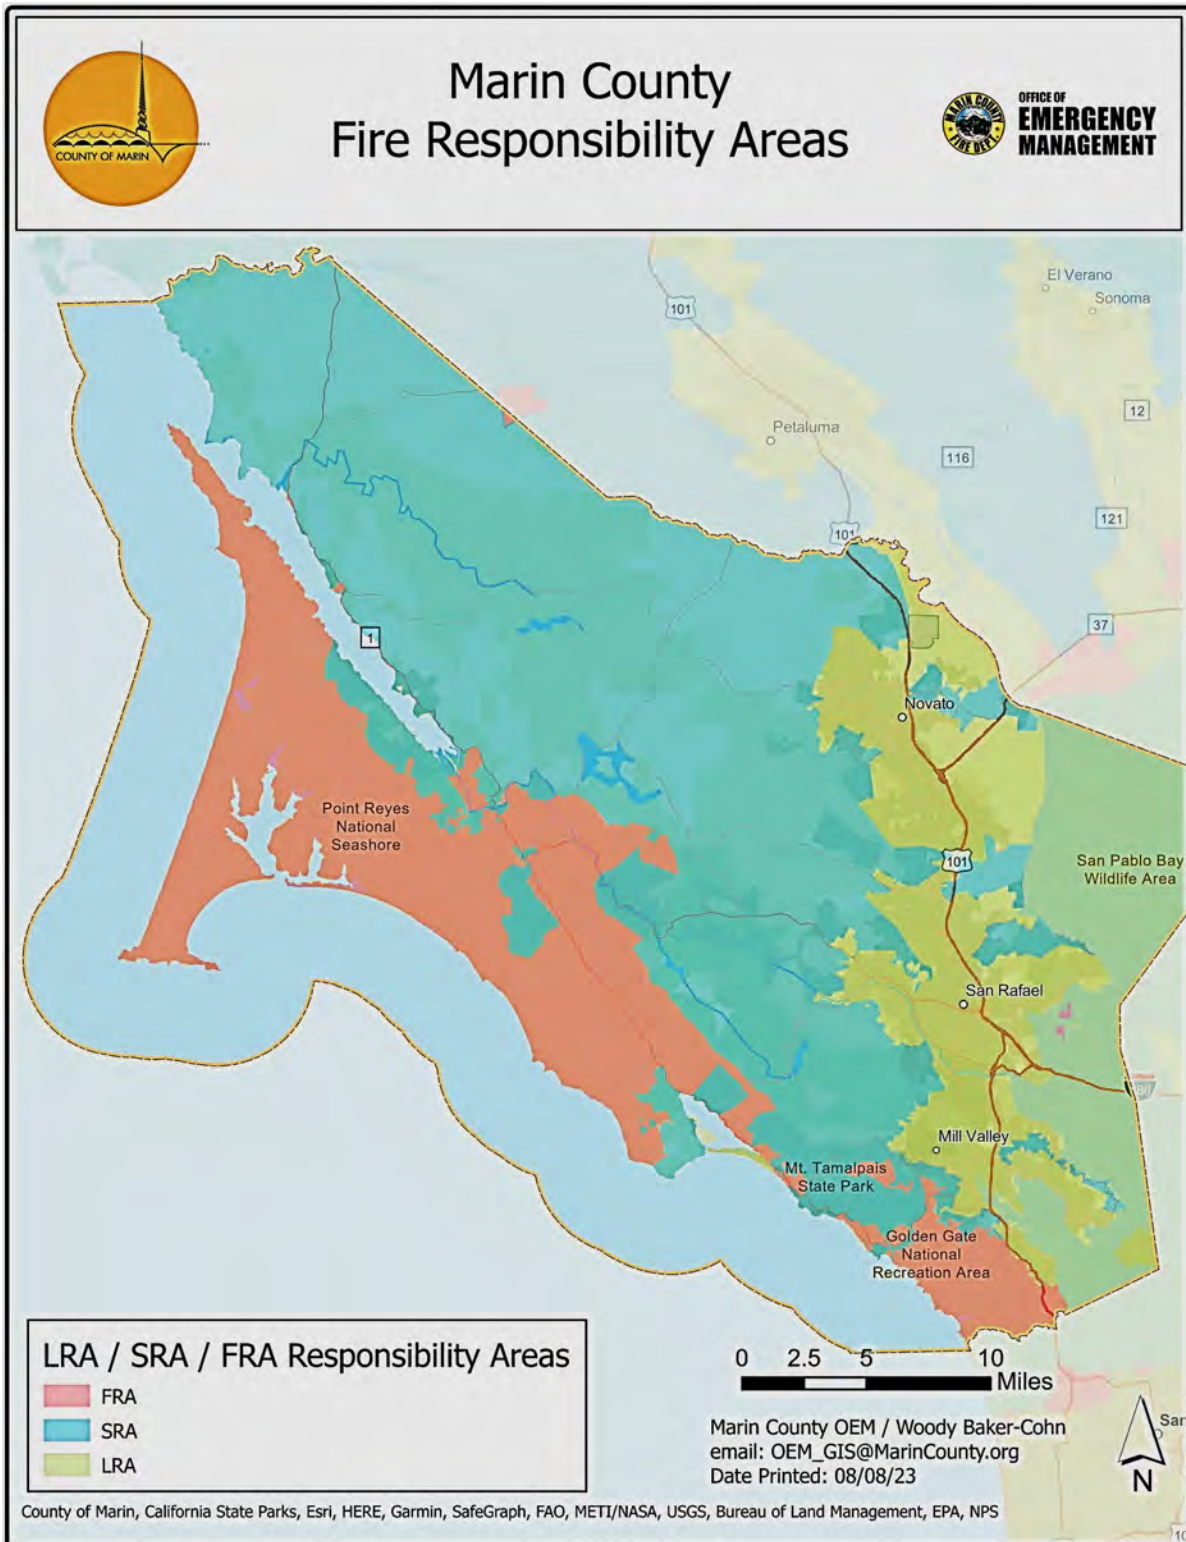 Marin County
Fire Responsibility Areas
COUNTY OF MARIN
MARIN COUNTY
FIRE DEPT.
OFFICE OF
EMERGENCY
MANAGEMENT
El Verano
Sonoma
101
12
Petaluma
116
121
101
37
1
Novato
Point Reyes
National
Seashore
101
San Pablo Bay
Wildlife Area
San Rafael
Mill Valley
Mt. Tamalpais
State Park
Golden Gate
National
Recreation Area
LRA / SRA / FRA Responsibility Areas
FRA
SRA
LRA
0 2.5 5 10
Miles
Marin County OEM / Woody Baker-Cohn
email: OEM_GIS@MarinCounty.org
Date Printed: 08/08/23
San
N
County of Marin, California State Parks, Esri, HERE, Garmin, SafeGraph, FAO, METI/NASA, USGS, Bureau of Land Management, EPA, NPS